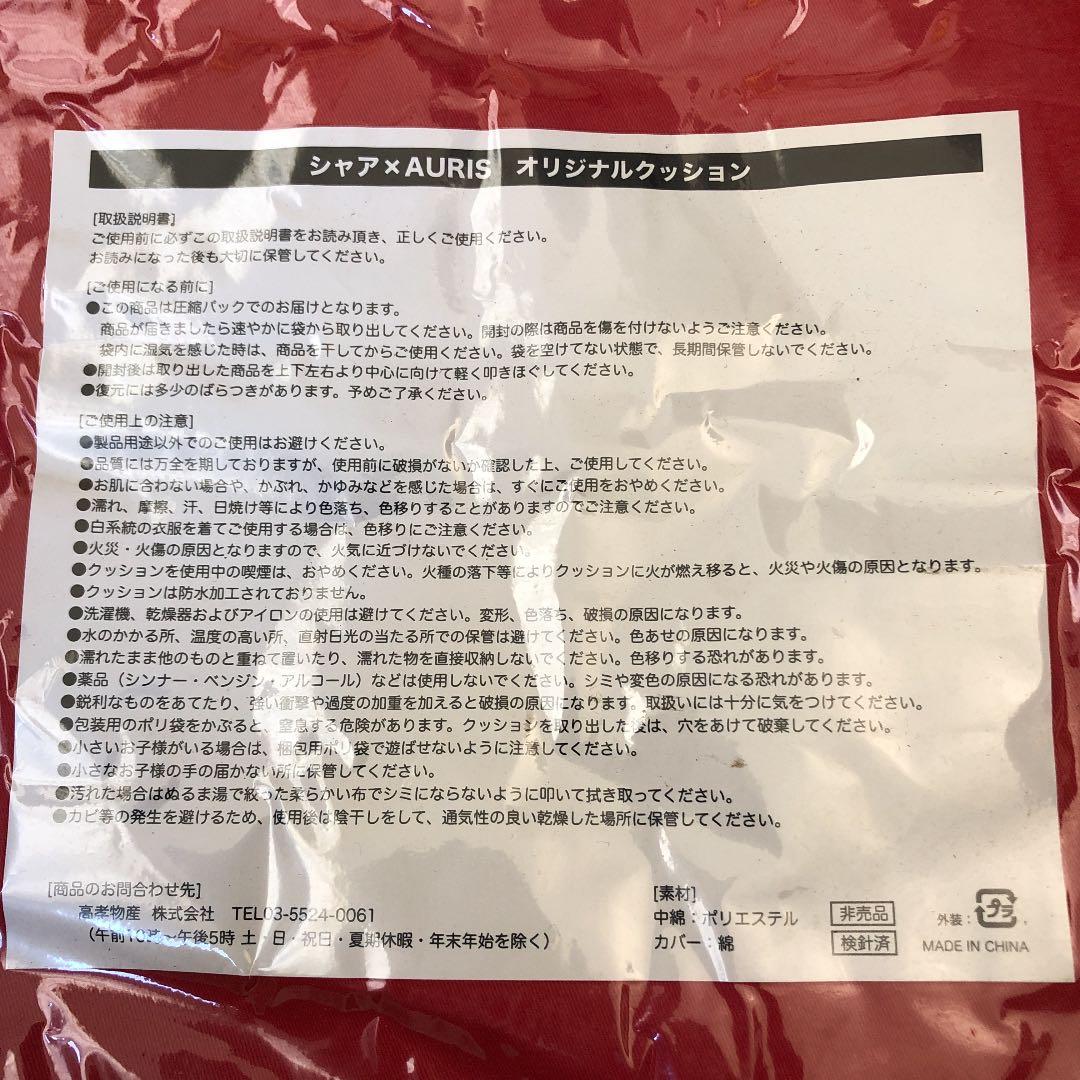 シャア×AURIS オリジナルクッション
[取扱説明書]
ご使用前に必ずこの取扱説明書をお読み頂き、正しくご使用ください。
お読みになった後も大切に保管してください。
[ご使用になる前に]
●この商品は圧縮パックでのお届けとなります。
商品が届きましたら速やかに袋から取り出してください。開封の際は商品を傷を付けないようご注意ください。
袋内に湿気を感じた時は、商品を干してからご使用ください。袋を空けてない状態で、長期間保管しないでください。
●開封後は取り出した商品を上下左右より中心に向けて軽く叩きほぐしてください。
●復元には多少のばらつきがあります。予めご了承ください。
[ご使用上の注意]
●製品用途以外でのご使用はお避けください。
●品質には万全を期しておりますが、使用前に破損がないか確認した上、ご使用してください。
●お肌に合わない場合や、かぶれ、かゆみなどを感じた場合は、すぐにご使用をおやめください。
●濡れ、摩擦、汗、日焼け等により色落ち、色移りすることがありますのでご注意ください。
●白系統の衣服を着てご使用する場合は、色移りにご注意ください。
●火災・火傷の原因となりますので、火気に近づけないでください。
●クッションを使用中の喫煙は、おやめください。火種の落下等によりクッションに火が燃え移ると、火災や火傷の原因となります。
●クッションは防水加工されておりません。
●洗濯機、乾燥器およびアイロンの使用は避けてください。変形、色落ち、破損の原因になります。
●水のかかる所、温度の高い所、直射日光の当たる所での保管は避けてください。色あせの原因になります。
●濡れたまま他のものと重ねて置いたり、濡れた物を直接収納しないでください。色移りする恐れがあります。
●薬品（シンナー・ベンジン・アルコール）などは使用しないでください。シミや変色の原因になる恐れがあります。
●鋭利なものをあてたり、強い衝撃や過度の加重を加えると破損の原因になります。取扱いには十分に気をつけてください。
●包装用のポリ袋をかぶると、窒息する危険があります。クッションを取り出した後は、穴をあけて破棄してください。
●小さいお子様がいる場合は、梱包用ポリ袋で遊ばせないように注意してください。
●小さなお子様の手の届かない所に保管してください。
●汚れた場合はぬるま湯で絞った柔らかい布でシミにならないように叩いて拭き取ってください。
●カビ等の発生を避けるため、使用後は陰干しをして、通気性の良い乾燥した場所に保管してください。
[商品のお問合わせ先]
高孝物産 株式会社 TEL03-5524-0061
（午前10時～午後5時 土・日・祝日・夏期休暇・年末年始を除く）
[素材]
中綿：ポリエステル
カバー：綿
非売品
検針済
外装：プラ
MADE IN CHINA